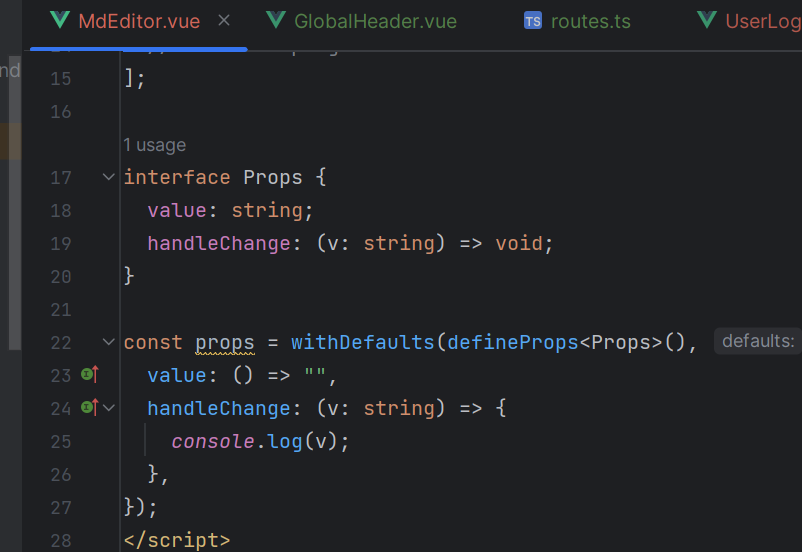 MdEditor.vue × GlobalHeader.vue TS routes.ts UserLog
nd
15 ];
16
1 usage
17 interface Props {
18 value: string;
19 handleChange: (v: string) => void;
20 }
21
22 const props = withDefaults(defineProps<Props>(), defaults:
23 value: () => "",
24 handleChange: (v: string) => {
25 console.log(v);
26 },
27 });
28 </script>